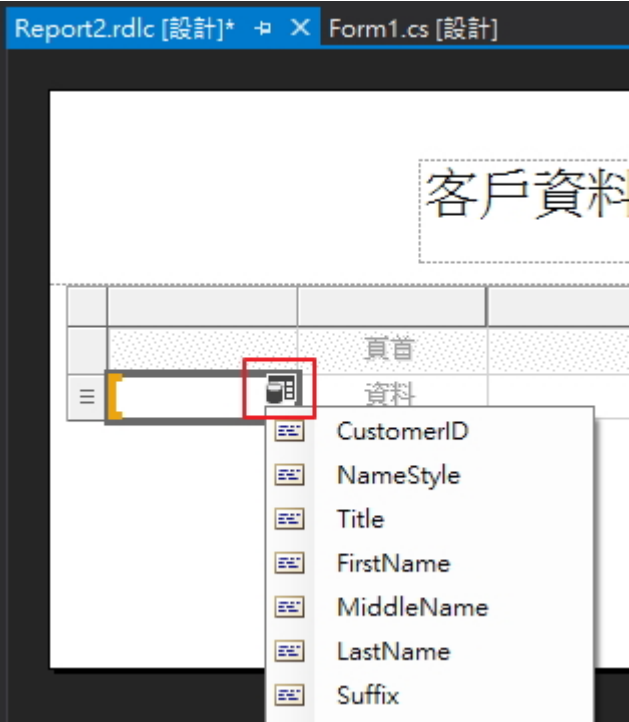 Report2.rdlc [設計]* Form1.cs [設計]
客戶資料
頁首
資料
CustomerID
NameStyle
Title
FirstName
MiddleName
LastName
Suffix